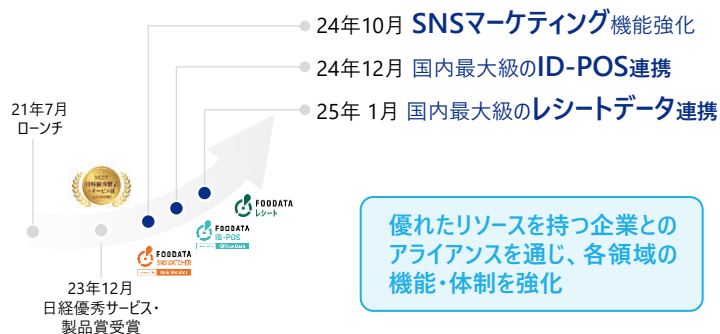 24年10月 SNSマーケティング機能強化
24年12月 国内最大級のID-POS連携
25年 1月 国内最大級のレシートデータ連携
21年7月
ローンチ
FOODATA
レシート
FOODATA
ID-POS
FOODATA
SNS WATCHER
23年12月
日経優秀サービス・
製品賞受賞
優れたリソースを持つ企業との
アライアンスを通じ、各領域の
機能・体制を強化